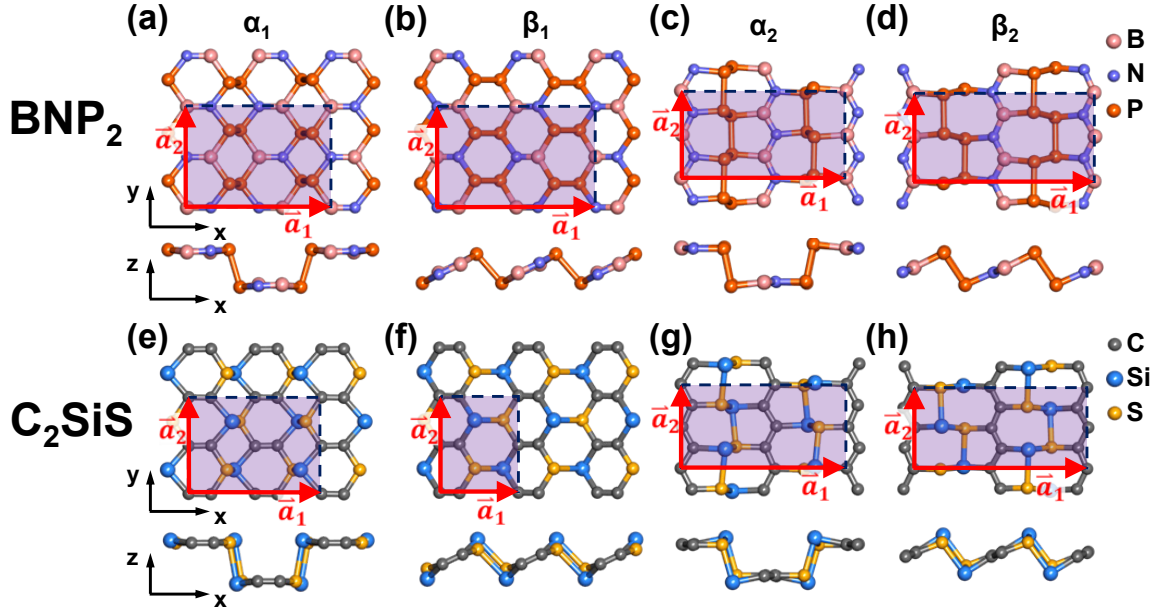 (a) (b) (c) (d)
α₁ β₁ α₂ β₂
B
N
P
BNP₂
a₂ a₁ a₂ a₁ a₂ a₁ a₂ a₁
y
x
z
x
(e) (f) (g) (h)
C
Si
S
C₂SiS
a₂ a₁ a₂ a₁ a₂ a₁ a₂ a₁
y
x
z
x